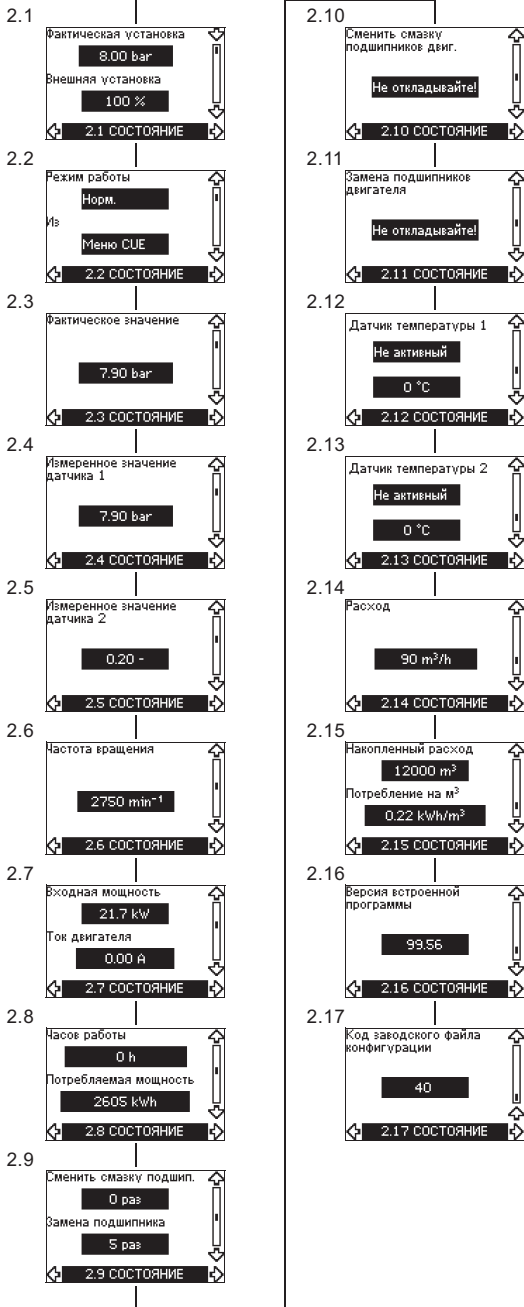 2.1
Фактическая установка
8.00 bar
Внешняя установка
100 %
2.1 СОСТОЯНИЕ
2.2
Режим работы
Норм.
Из
Меню CUE
2.2 СОСТОЯНИЕ
2.3
Фактическое значение
7.90 bar
2.3 СОСТОЯНИЕ
2.4
Измеренное значение
датчика 1
7.90 bar
2.4 СОСТОЯНИЕ
2.5
Измеренное значение
датчика 2
0.20 -
2.5 СОСТОЯНИЕ
2.6
Частота вращения
2750 min⁻¹
2.6 СОСТОЯНИЕ
2.7
Входная мощность
21.7 kW
Ток двигателя
0.00 A
2.7 СОСТОЯНИЕ
2.8
Часов работы
0 h
Потребляемая мощность
2605 kWh
2.8 СОСТОЯНИЕ
2.9
Сменить смазку подшип.
0 раз
Замена подшипника
5 раз
2.9 СОСТОЯНИЕ
2.10
Сменить смазку
подшипников двиг.
Не откладывайте!
2.10 СОСТОЯНИЕ
2.11
Замена подшипников
двигателя
Не откладывайте!
2.11 СОСТОЯНИЕ
2.12
Датчик температуры 1
Не активный
0 °C
2.12 СОСТОЯНИЕ
2.13
Датчик температуры 2
Не активный
0 °C
2.13 СОСТОЯНИЕ
2.14
Расход
90 m³/h
2.14 СОСТОЯНИЕ
2.15
Накопленный расход
12000 m³
Потребление на м³
0.22 kWh/m³
2.15 СОСТОЯНИЕ
2.16
Версия встроенной
программы
99.56
2.16 СОСТОЯНИЕ
2.17
Код заводского файла
конфигурации
40
2.17 СОСТОЯНИЕ